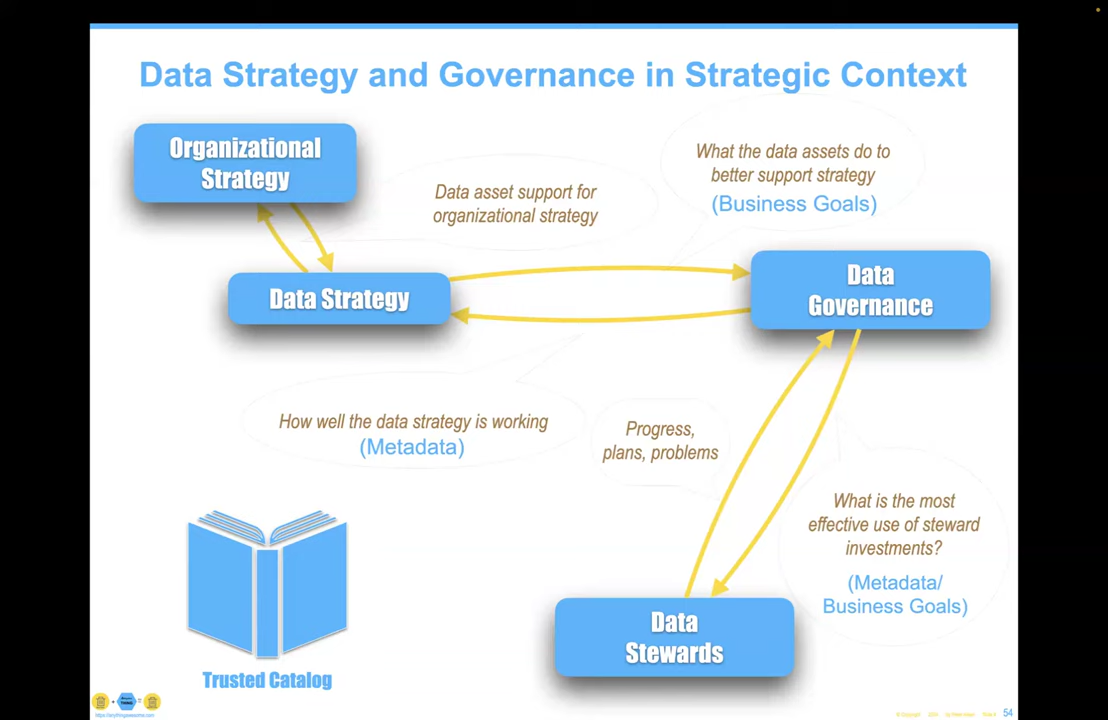 Data Strategy and Governance in Strategic Context
Organizational
Strategy
What the data assets do to
better support strategy
(Business Goals)
Data asset support for
organizational strategy
Data Strategy
Data
Governance
How well the data strategy is working
(Metadata)
Progress,
plans, problems
What is the most
effective use of steward
investments?
(Metadata/
Business Goals)
Data
Stewards
Trusted Catalog
54